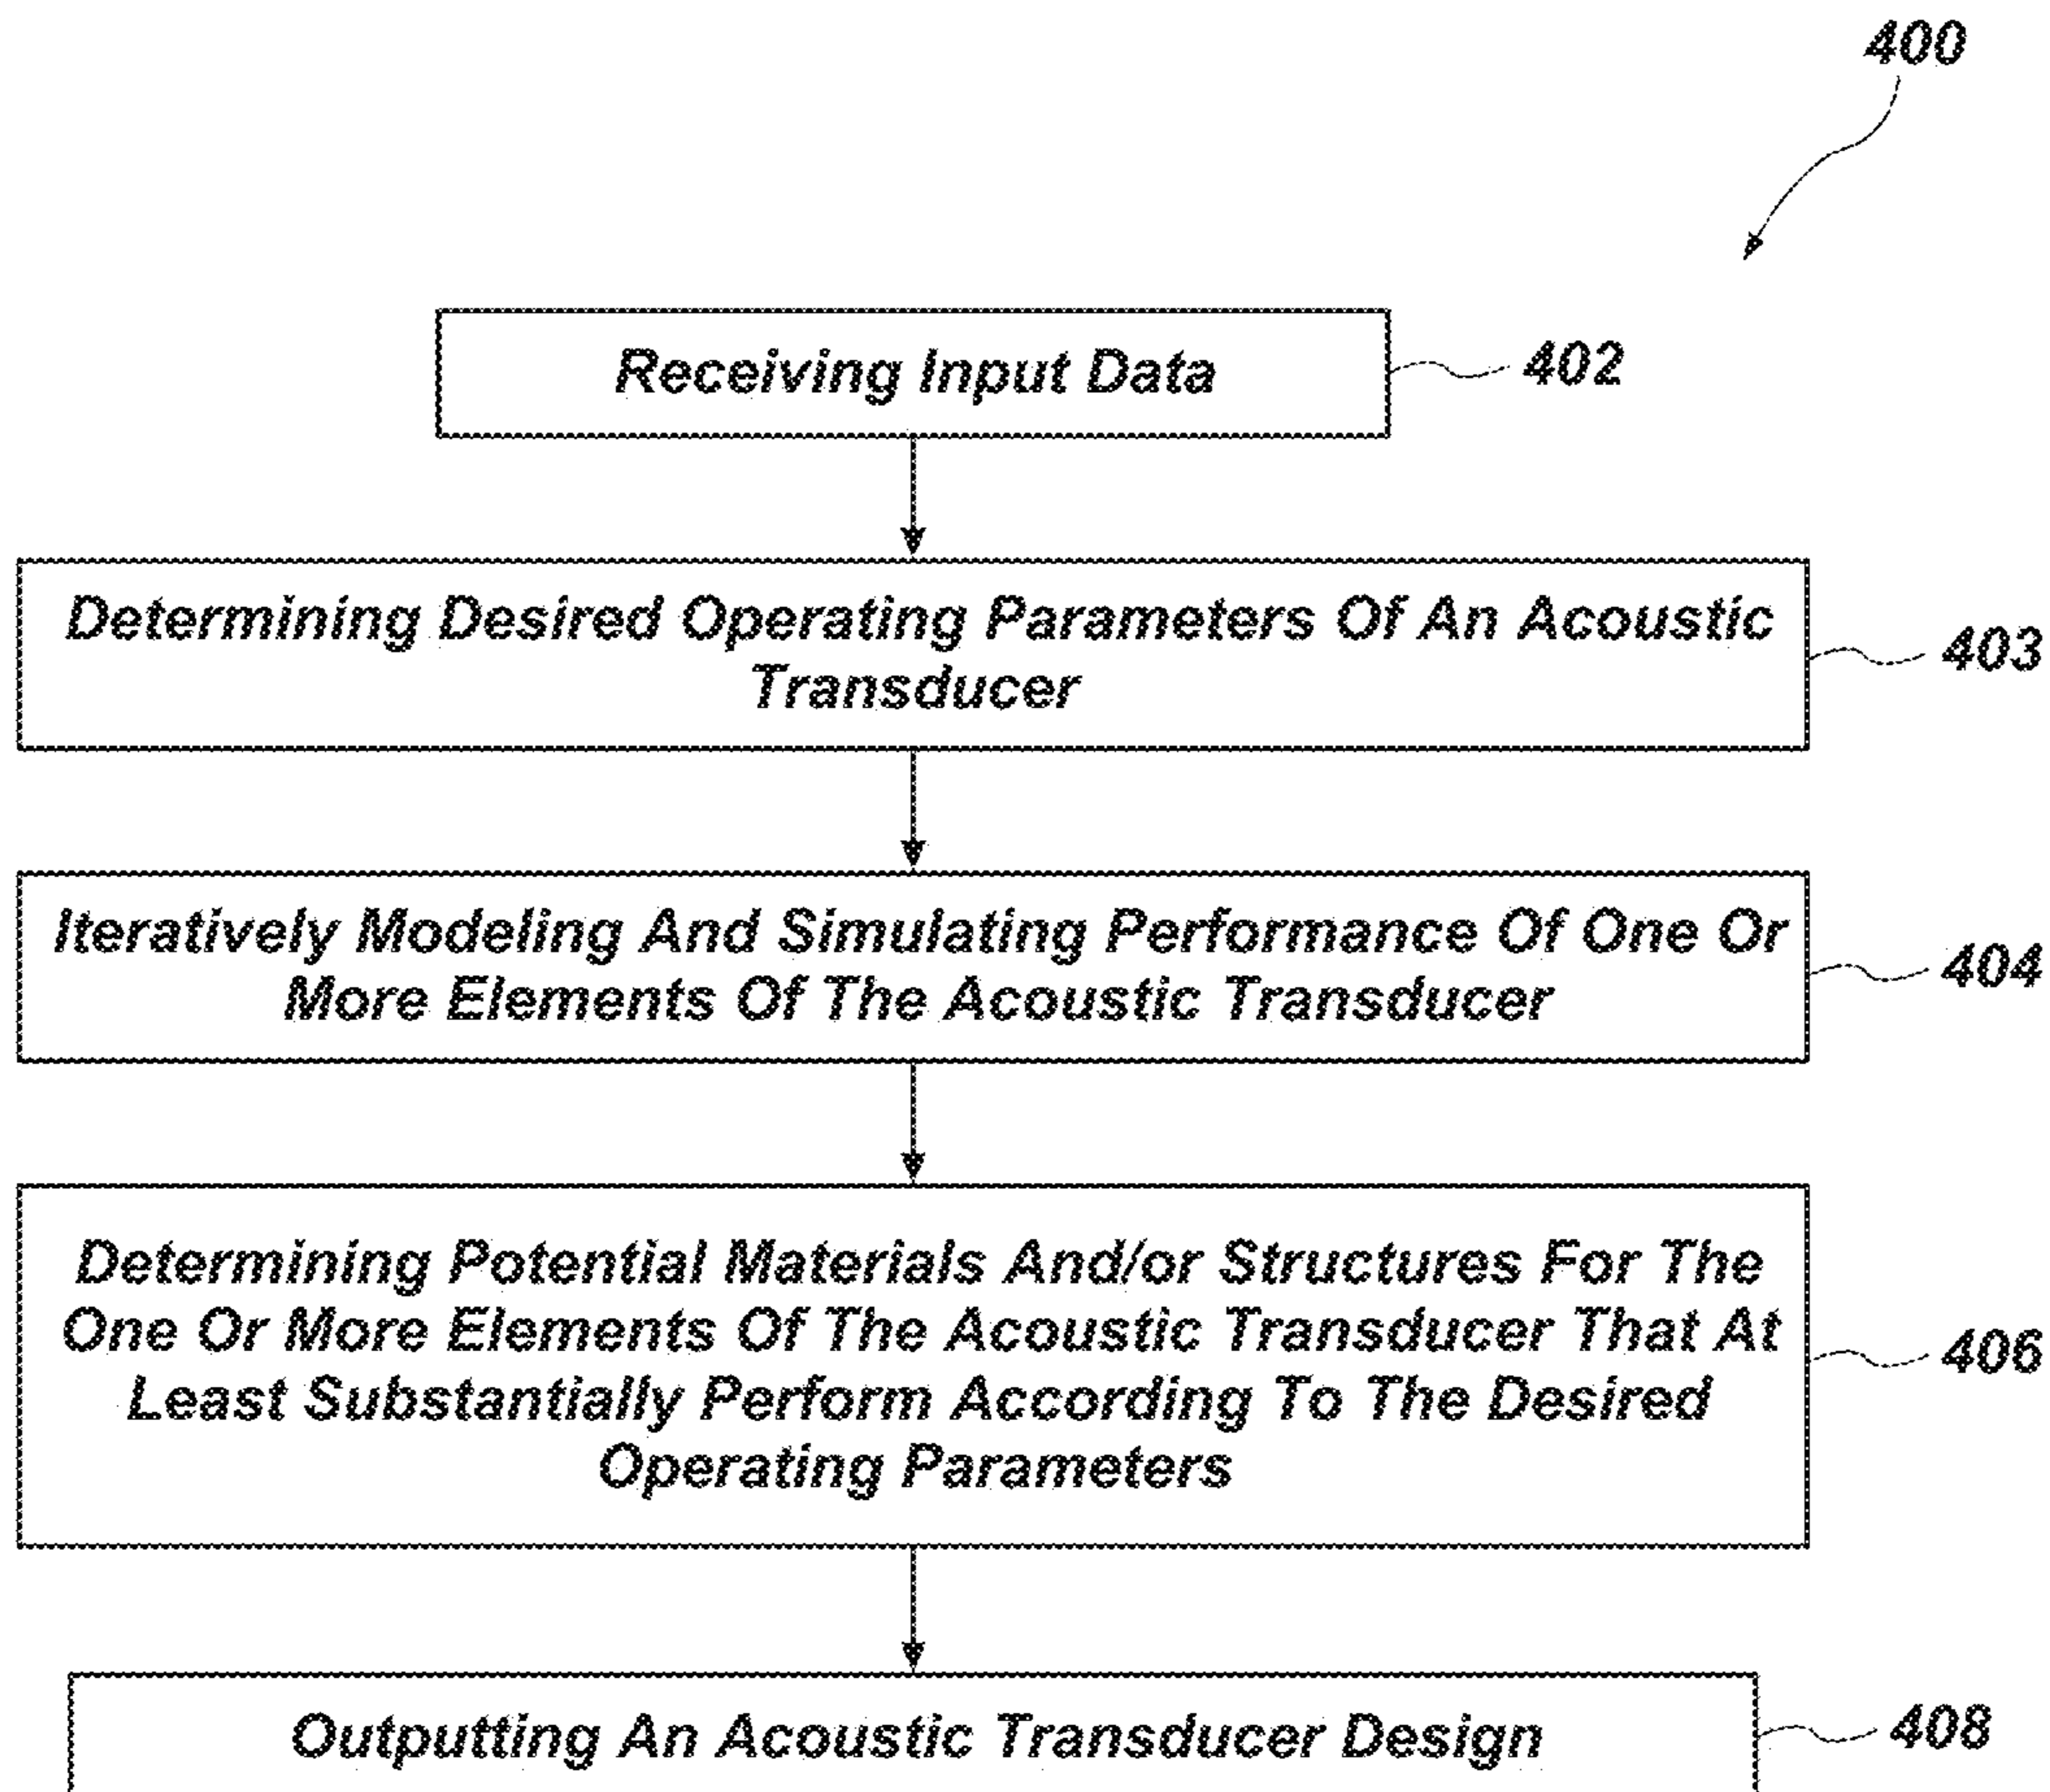 400
Receiving Input Data
402
Determining Desired Operating Parameters Of An Acoustic
Transducer
403
Iteratively Modeling And Simulating Performance Of One Or
More Elements Of The Acoustic Transducer
404
Determining Potential Materials And/or Structures For The
One Or More Elements Of The Acoustic Transducer That At
Least Substantially Perform According To The Desired
Operating Parameters
406
Outputting An Acoustic Transducer Design
408